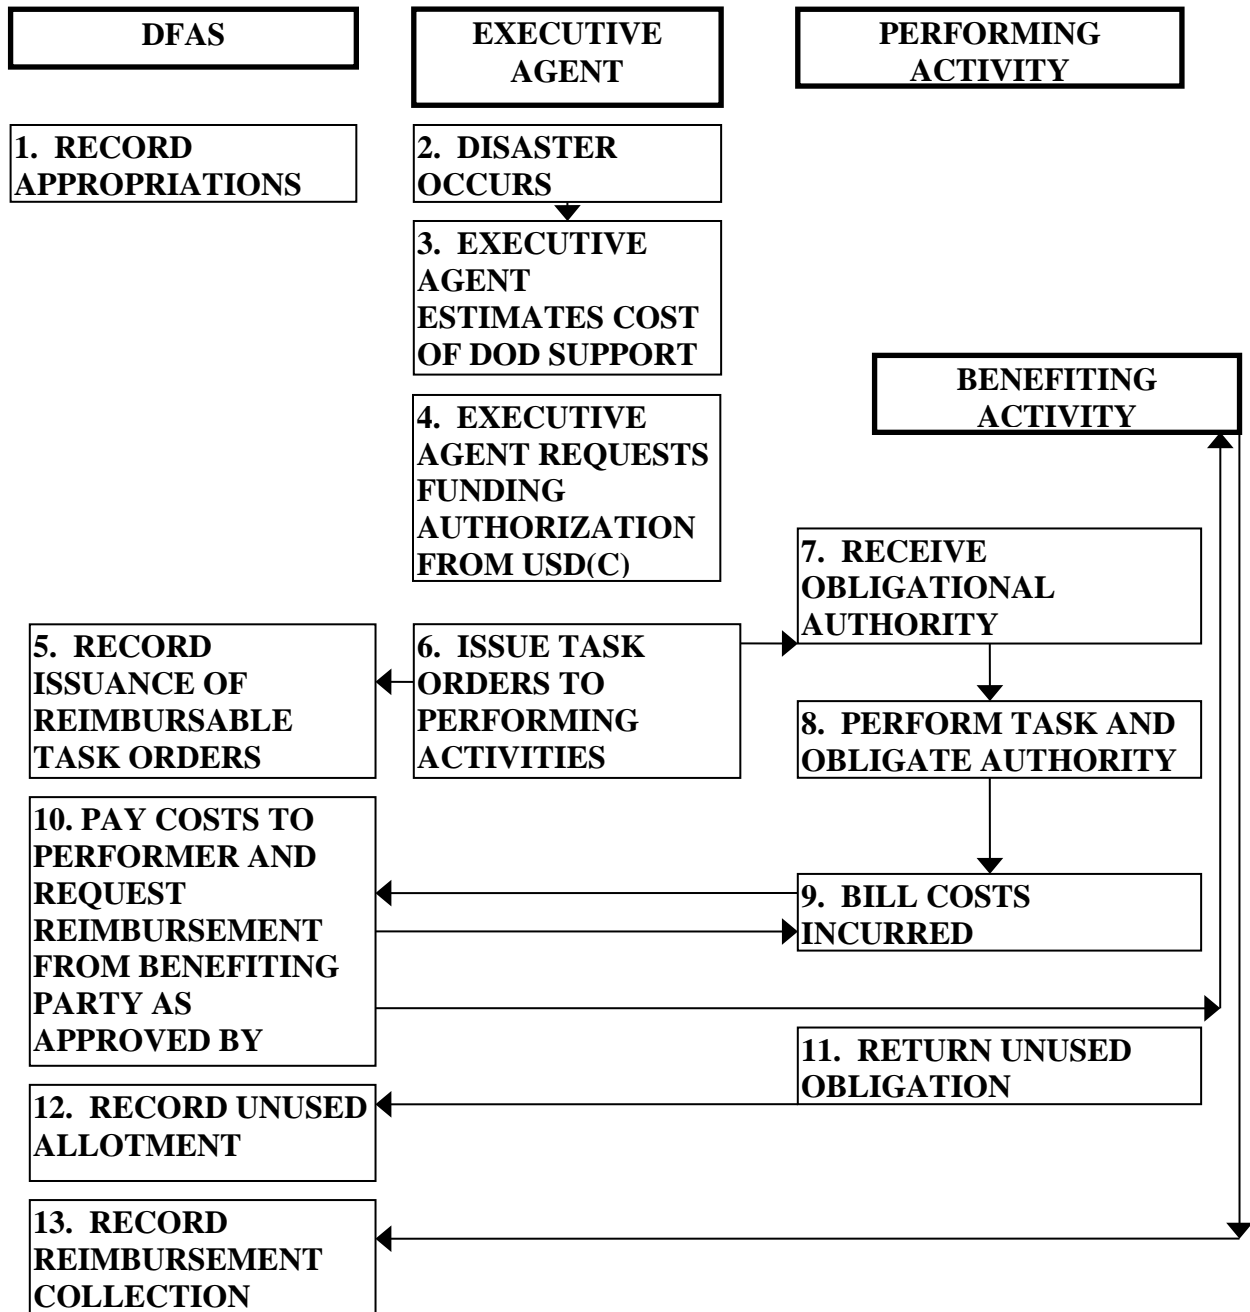 DFAS
EXECUTIVE
AGENT
PERFORMING
ACTIVITY
1. RECORD
APPROPRIATIONS
2. DISASTER
OCCURS
3. EXECUTIVE
AGENT
ESTIMATES COST
OF DOD SUPPORT
BENEFITING
ACTIVITY
4. EXECUTIVE
AGENT REQUESTS
FUNDING
AUTHORIZATION
FROM USD(C)
7. RECEIVE
OBLIGATIONAL
AUTHORITY
5. RECORD
ISSUANCE OF
REIMBURSABLE
TASK ORDERS
6. ISSUE TASK
ORDERS TO
PERFORMING
ACTIVITIES
8. PERFORM TASK AND
OBLIGATE AUTHORITY
10. PAY COSTS TO
PERFORMER AND
REQUEST
REIMBURSEMENT
FROM BENEFITING
PARTY AS
APPROVED BY
9. BILL COSTS
INCURRED
11. RETURN UNUSED
OBLIGATION
12. RECORD UNUSED
ALLOTMENT
13. RECORD
REIMBURSEMENT
COLLECTION